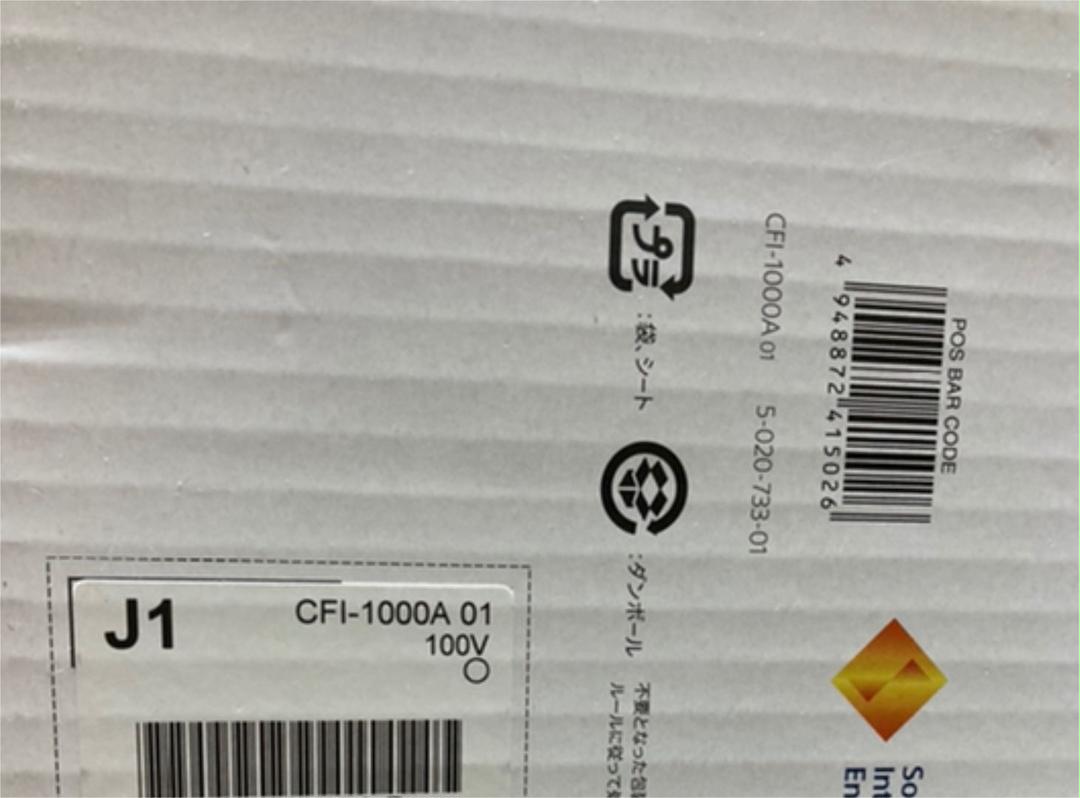 POS BAR CODE
4 948872 415026
CFI-1000A 01 5-020-733-01
プラ
:袋、シート
:ダンボール
不要となった包
ルールに従って
So
Int
En
J1
CFI-1000A 01
100V